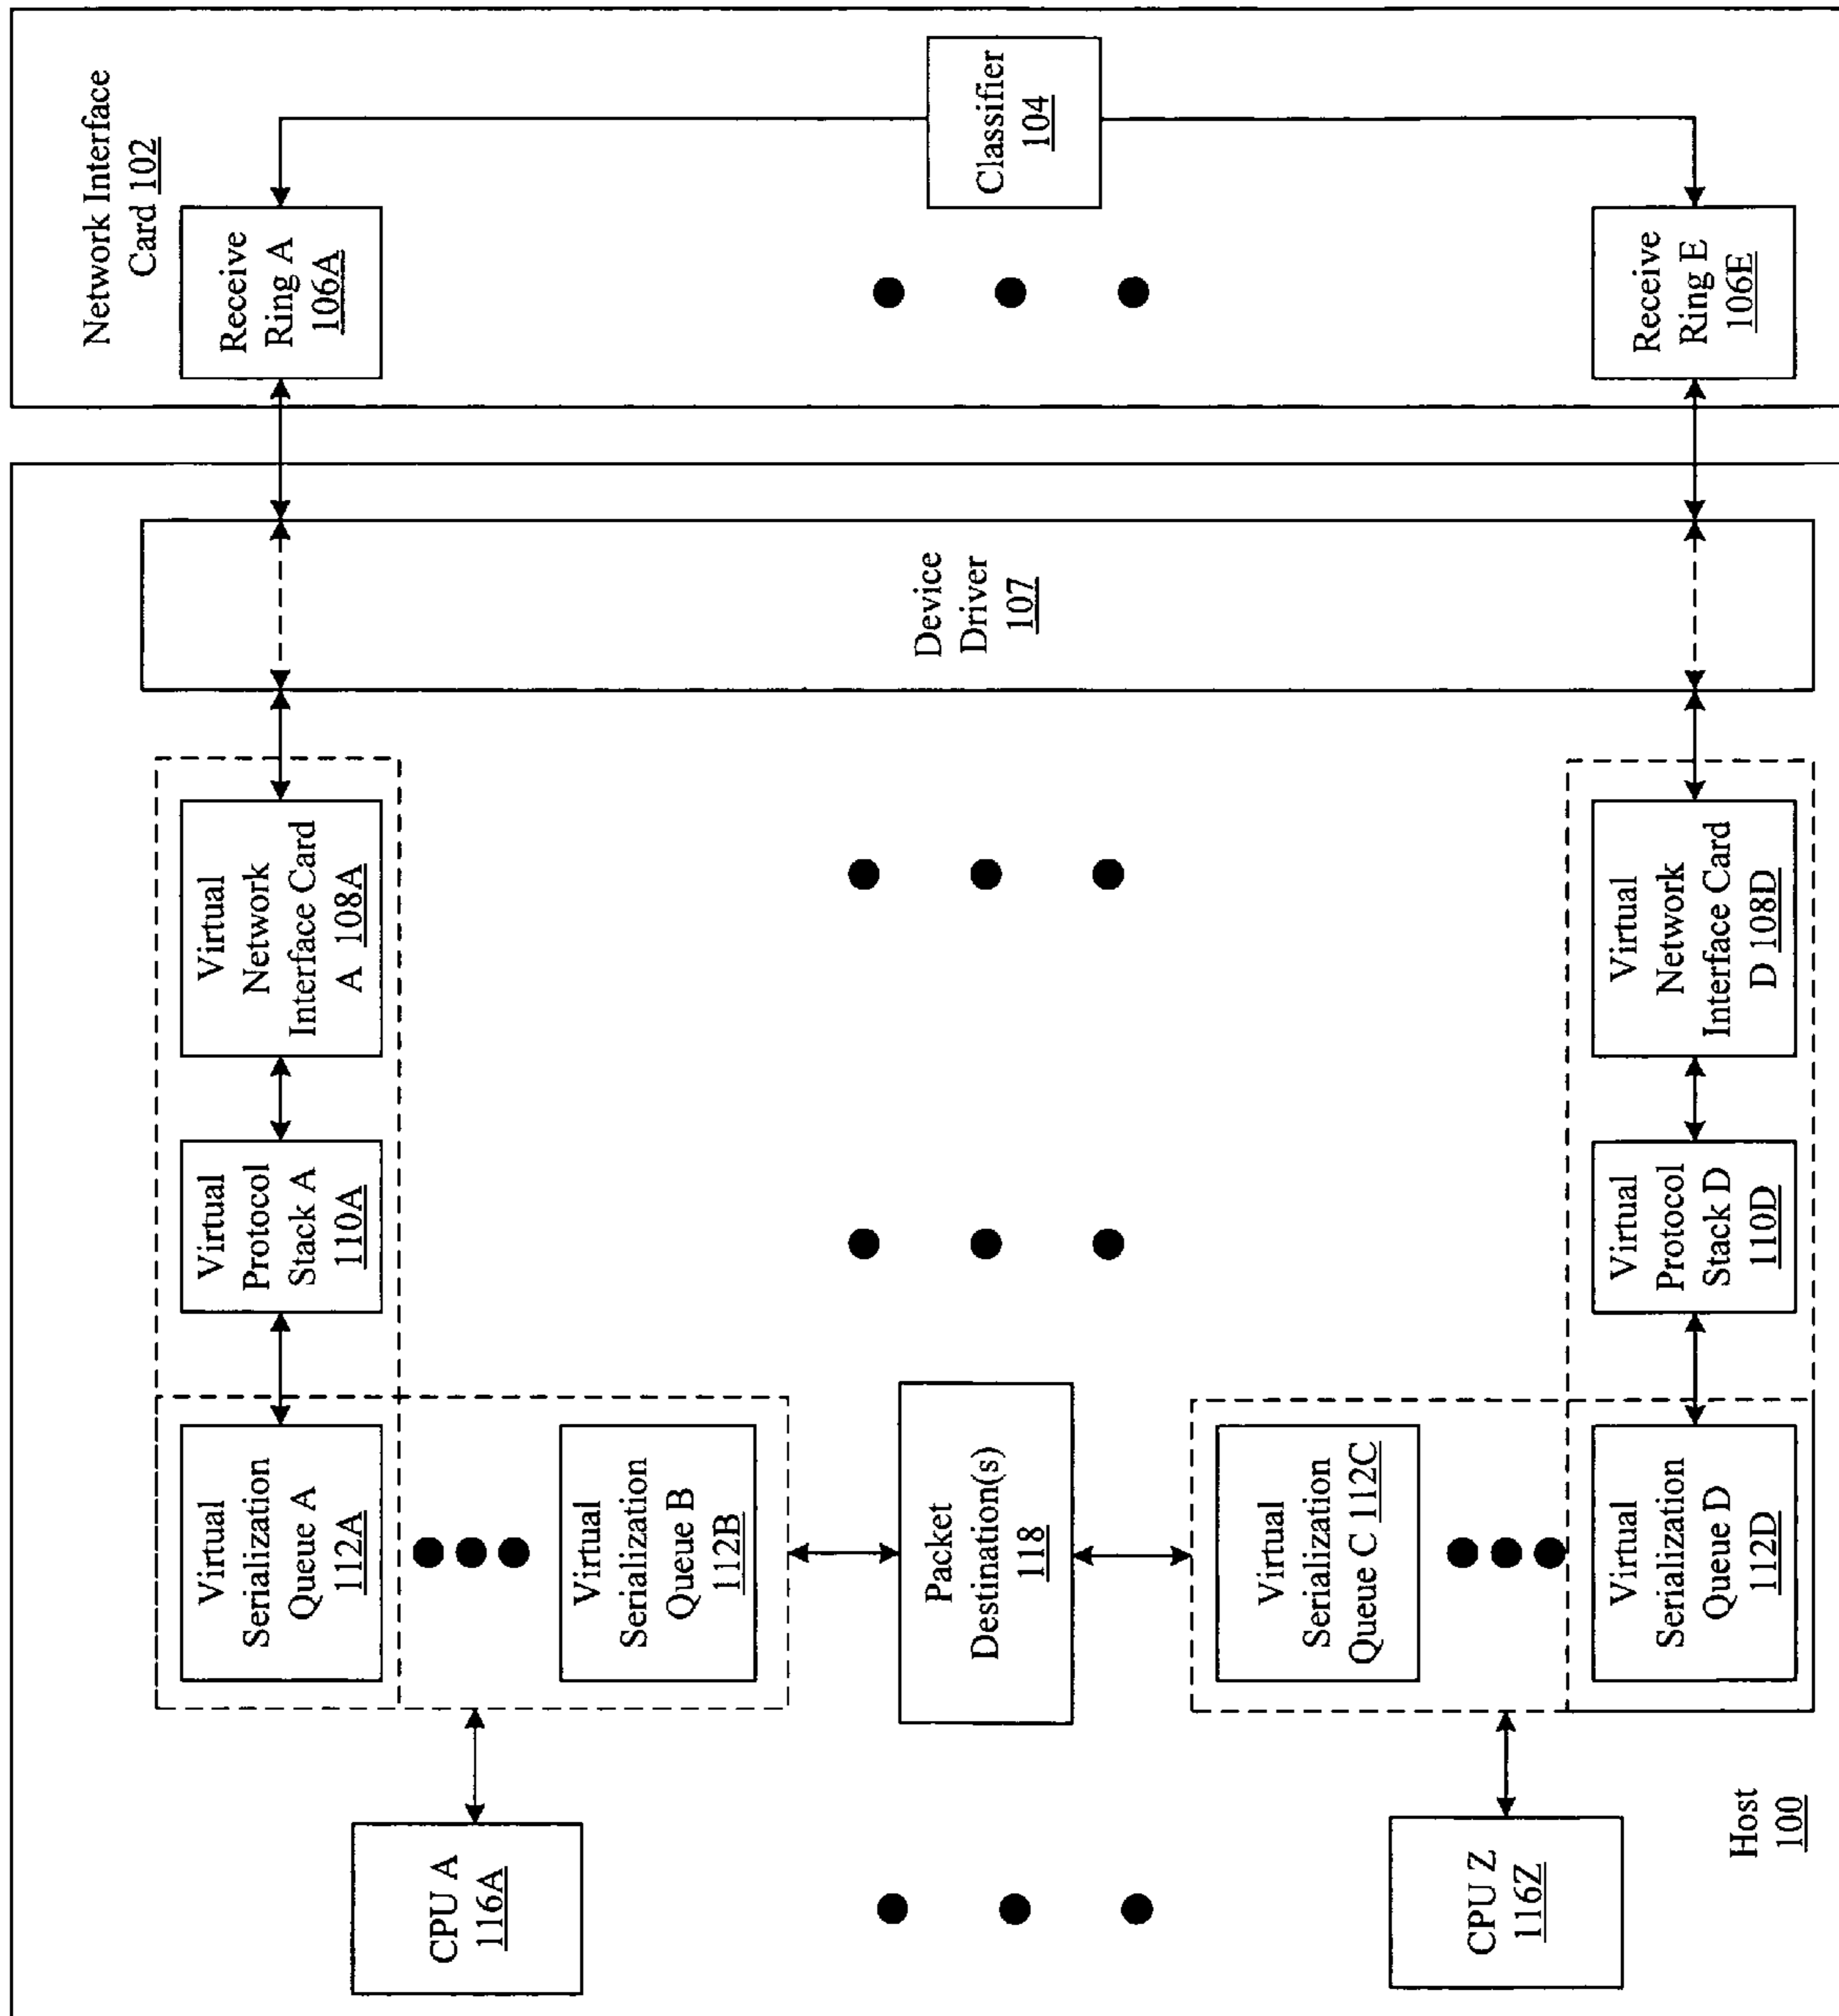 Host
100
CPU A
116A
CPU Z
116Z
Virtual
Serialization
Queue A
112A
Virtual
Serialization
Queue B
112B
Packet
Destination(s)
118
Virtual
Serialization
Queue C 112C
Virtual
Serialization
Queue D
112D
Virtual
Protocol
Stack A
110A
Virtual
Protocol
Stack D
110D
Virtual
Network
Interface Card
A 108A
Virtual
Network
Interface Card
D 108D
Device
Driver
107
Network Interface
Card 102
Receive
Ring A
106A
Receive
Ring E
106E
Classifier
104